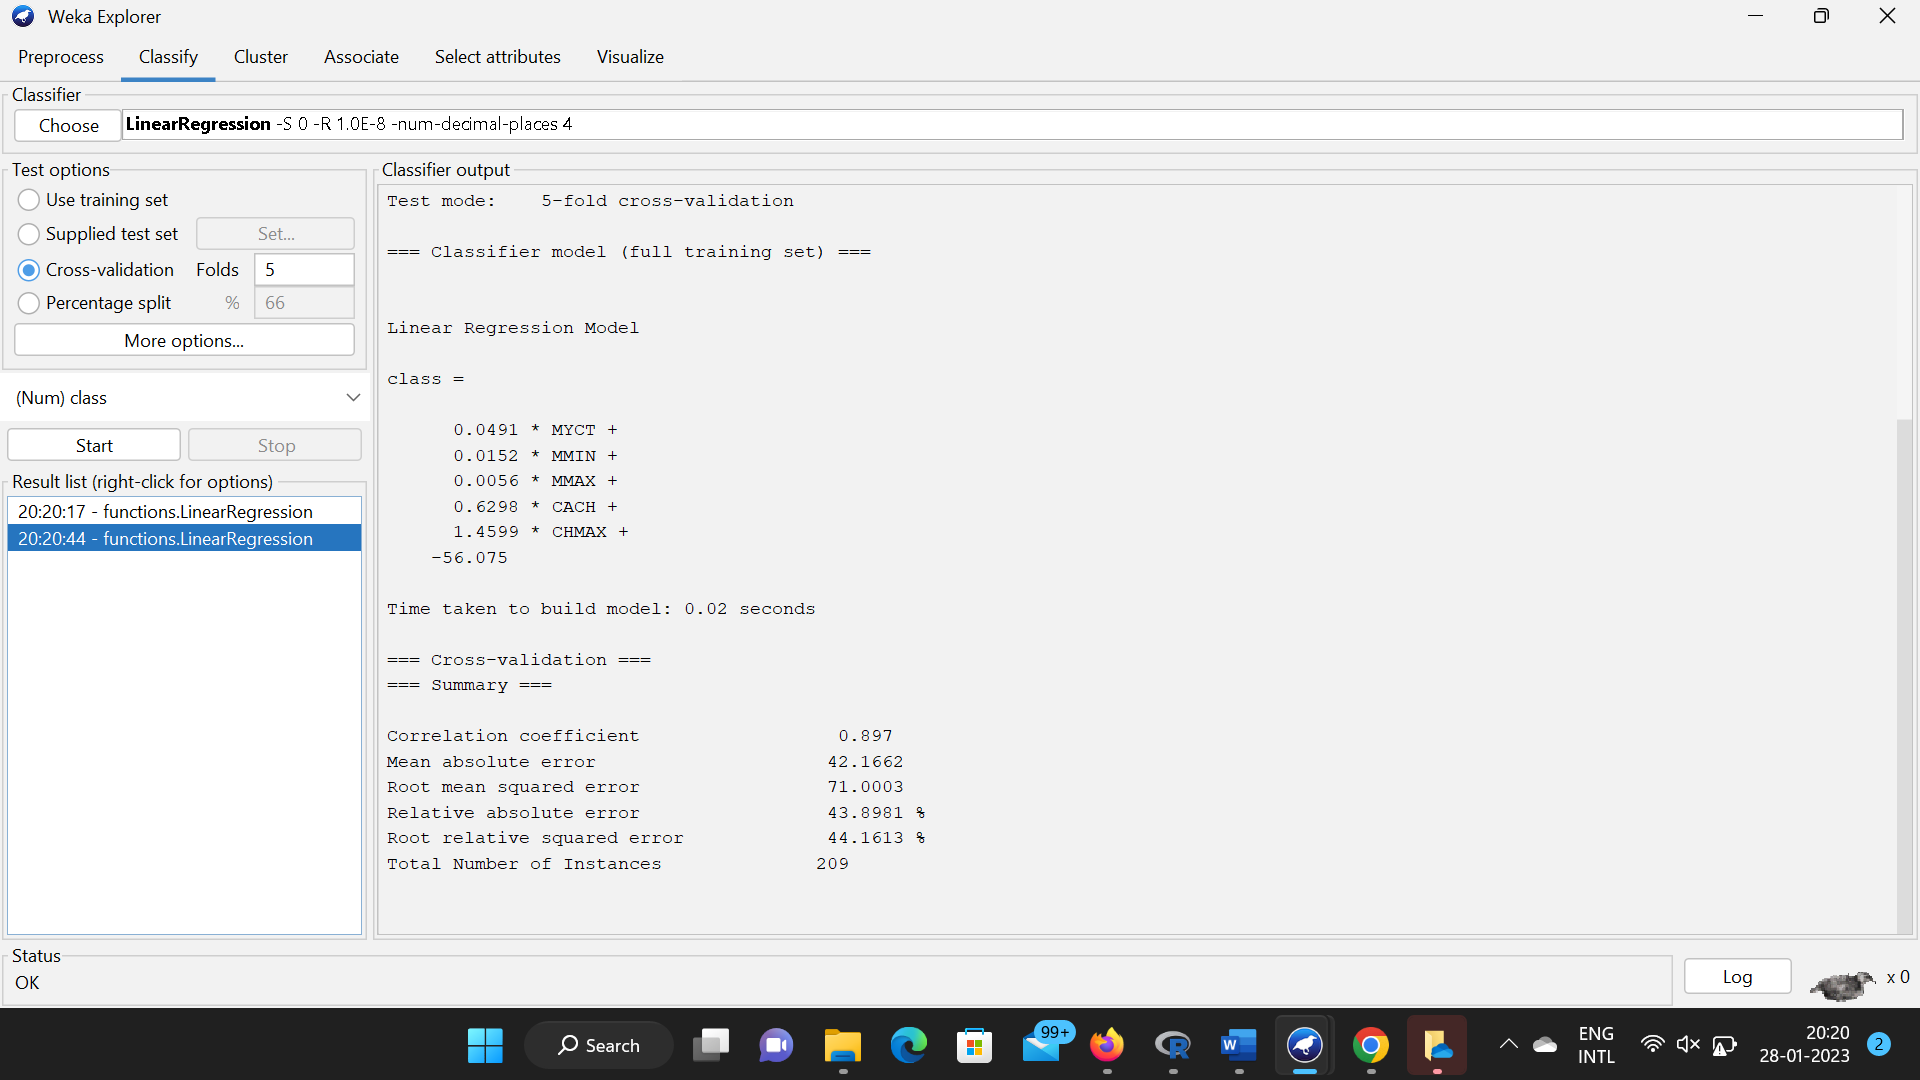 Weka Explorer
Preprocess Classify Cluster Associate Select attributes Visualize
Classifier
Choose LinearRegression -S 0 -R 1.0E-8 -num-decimal-places 4
Test options
Use training set
Supplied test set Set...
Cross-validation Folds 5
Percentage split % 66
More options...
(Num) class
Start Stop
Result list (right-click for options)
20:20:17 - functions.LinearRegression
20:20:44 - functions.LinearRegression
Classifier output
Test mode: 5-fold cross-validation
=== Classifier model (full training set) ===
Linear Regression Model
class =
0.0491 * MYCT +
0.0152 * MMIN +
0.0056 * MMAX +
0.6298 * CACH +
1.4599 * CHMAX +
-56.075
Time taken to build model: 0.02 seconds
=== Cross-validation ===
=== Summary ===
Correlation coefficient 0.897
Mean absolute error 42.1662
Root mean squared error 71.0003
Relative absolute error 43.8981 %
Root relative squared error 44.1613 %
Total Number of Instances 209
Status
OK
Log x 0
Search
99+
R
W
ENG
INTL
20:20
28-01-2023
2